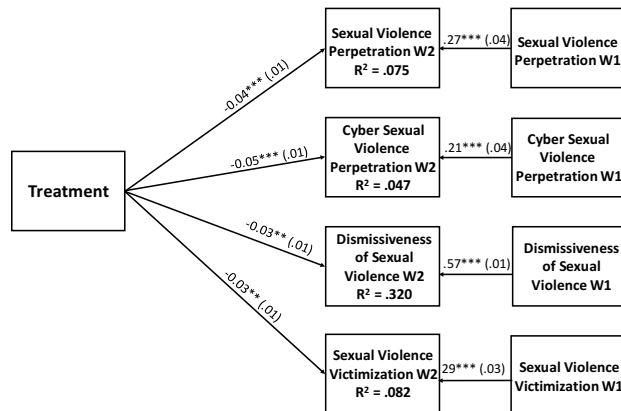 Sexual Violence
Perpetration W2
R² = .075
.27*** (.04)
Sexual Violence
Perpetration W1
-0.04*** (.01)
Cyber Sexual
Violence
Perpetration W2
R² = .047
.21*** (.04)
Cyber Sexual
Violence
Perpetration W1
-0.05*** (.01)
Treatment
-0.03** (.01)
Dismissiveness
of Sexual
Violence W2
R² = .320
.57*** (.01)
Dismissiveness
of Sexual
Violence W1
-0.03** (.01)
Sexual Violence
Victimization W2
R² = .082
29*** (.03)
Sexual Violence
Victimization W1